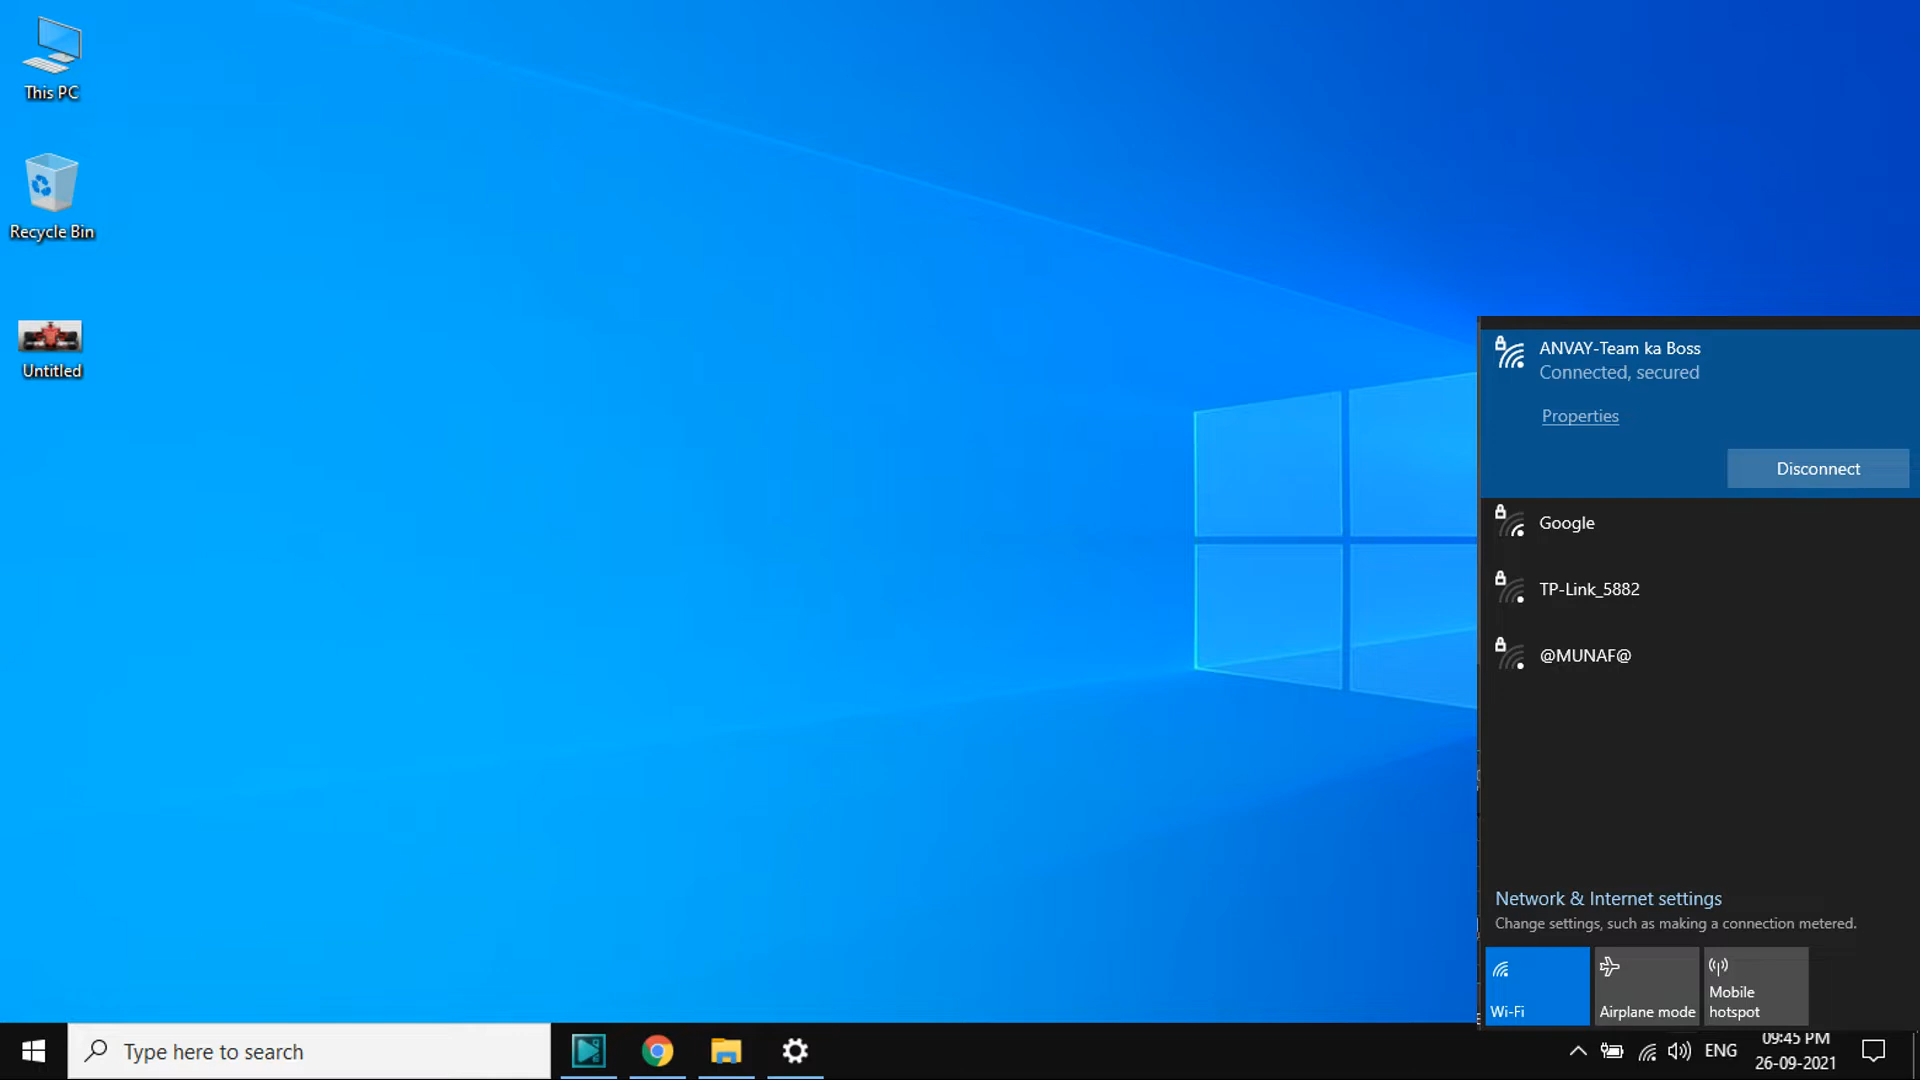 This PC
Recycle Bin
Untitled
ANVAY-Team ka Boss
Connected, secured
Properties
Disconnect
Google
TP-Link_5882
@MUNAF@
Network & Internet settings
Change settings, such as making a connection metered.
Wi-Fi
Airplane mode
Mobile
hotspot
Type here to search
ENG
09:45 PM
26-09-2021